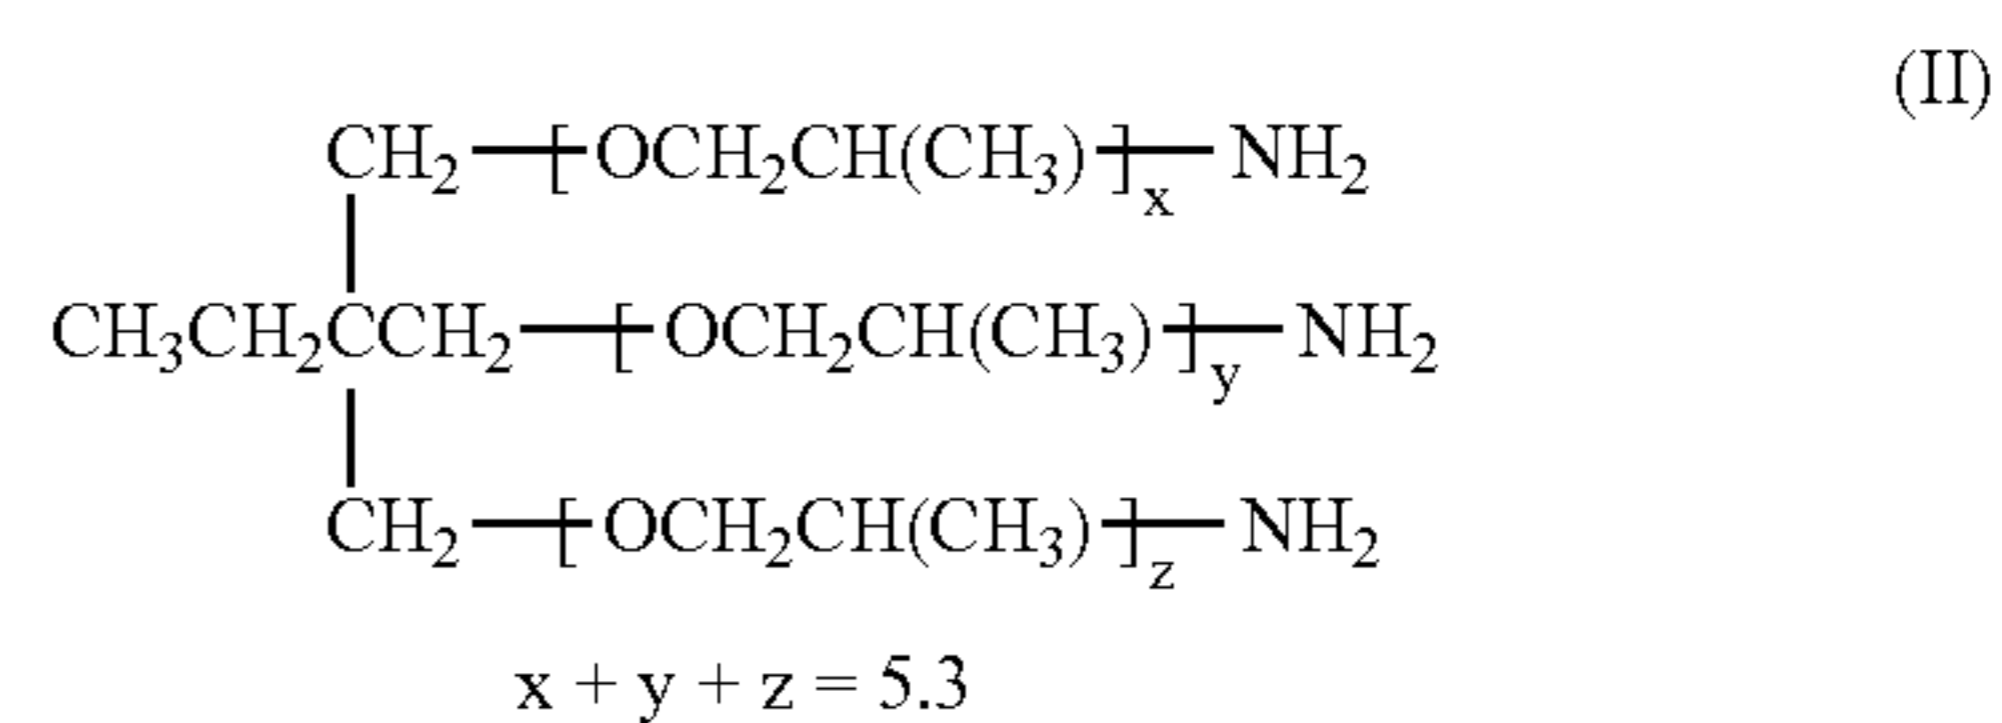 (II)
CH₂—[OCH₂CH(CH₃)]ₓ—NH₂
CH₃CH₂CCH₂—[OCH₂CH(CH₃)]y—NH₂
CH₂—[OCH₂CH(CH₃)]z—NH₂
x + y + z = 5.3